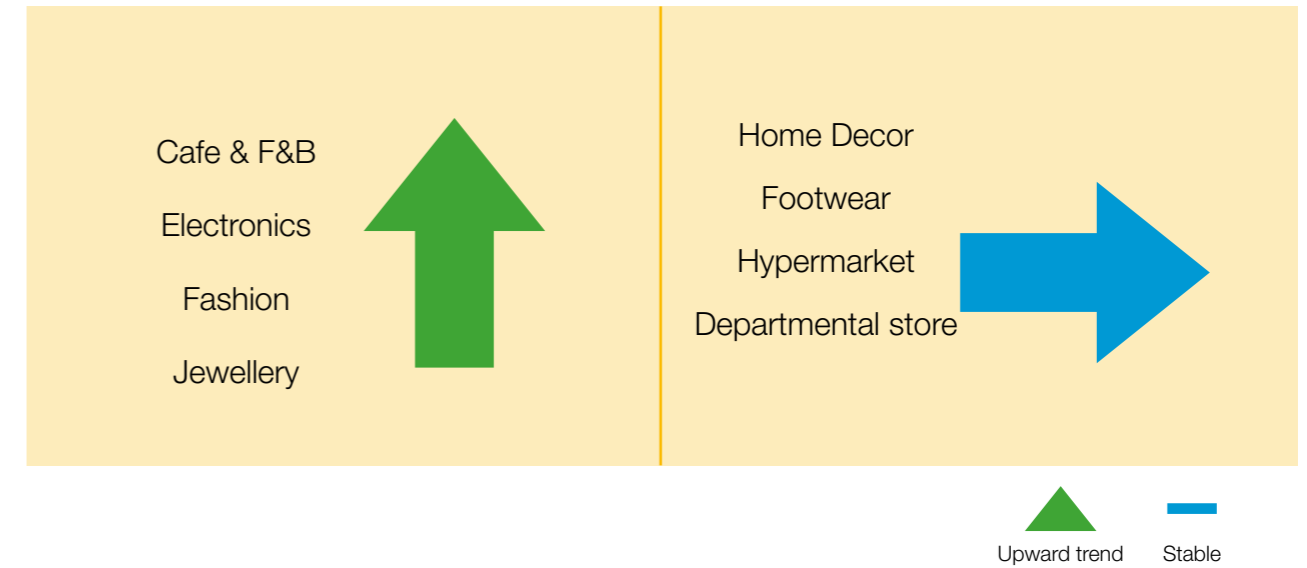 Cafe & F&B
Electronics
Fashion
Jewellery
Home Decor
Footwear
Hypermarket
Departmental store
Upward trend
Stable